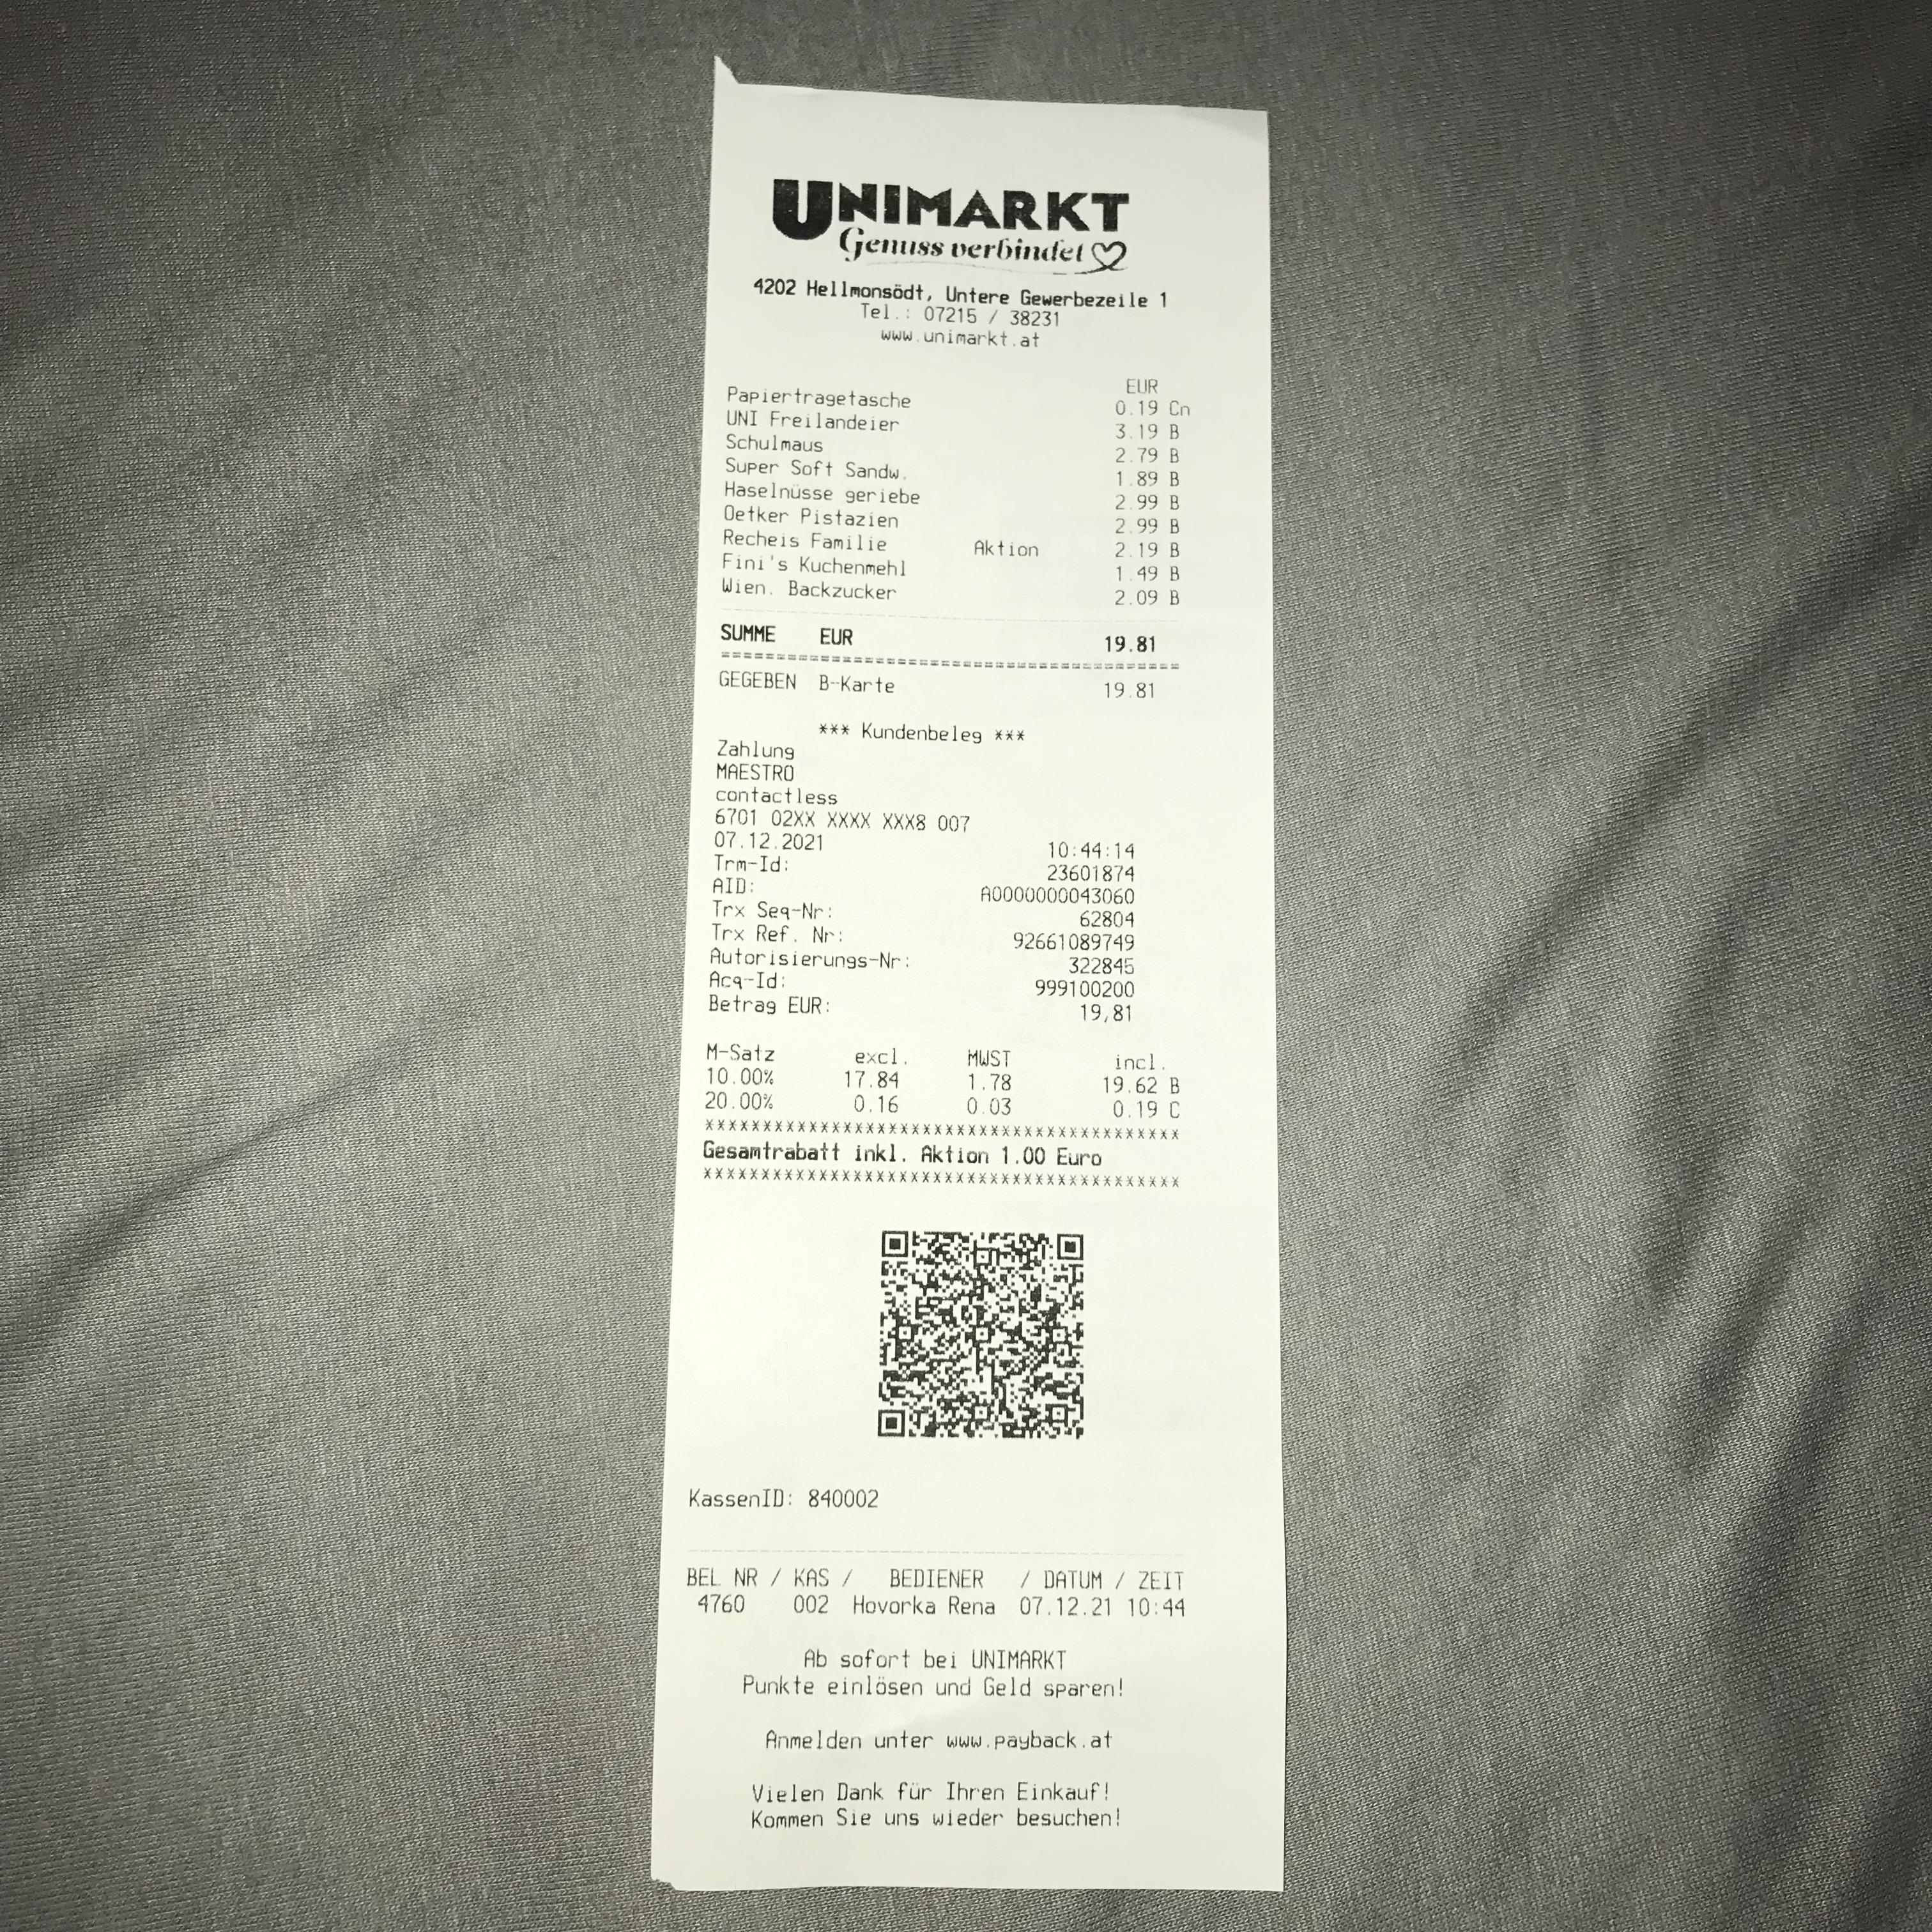 UNIMARKT
Genuss verbindet
4202 Hellmonsödt, Untere Gewerbezeile 1
Tel.: 07215 / 38231
www.unimarkt.at
EUR
Papiertragetasche 0.19 Cn
UNI Freilandeier 3.19 B
Schulmaus 2.79 B
Super Soft Sandw. 1.89 B
Haselnüsse geriebe 2.99 B
Oetker Pistazien 2.99 B
Recheis Familie Aktion 2.19 B
Fini's Kuchenmehl 1.49 B
Wien. Backzucker 2.09 B
SUMME EUR 19.81
========================================
GEGEBEN B-Karte 19.81
*** Kundenbeleg ***
Zahlung
MAESTRO
contactless
6701 02XX XXXX XXX8 007
07.12.2021 10:44:14
Trm-Id: 23601874
AID: A0000000043060
Trx Seq-Nr: 62804
Trx Ref. Nr: 92661089749
Autorisierungs-Nr: 322845
Acq-Id: 999100200
Betrag EUR: 19,81
M-Satz excl. MWST incl.
10.00% 17.84 1.78 19.62 B
20.00% 0.16 0.03 0.19 C
******************************************
Gesamtrabatt inkl. Aktion 1.00 Euro
******************************************
KassenID: 840002
BEL NR / KAS / BEDIENER / DATUM / ZEIT
4760 002 Hovorka Rena 07.12.21 10:44
Ab sofort bei UNIMARKT
Punkte einlösen und Geld sparen!
Anmelden unter www.payback.at
Vielen Dank für Ihren Einkauf!
Kommen Sie uns wieder besuchen!